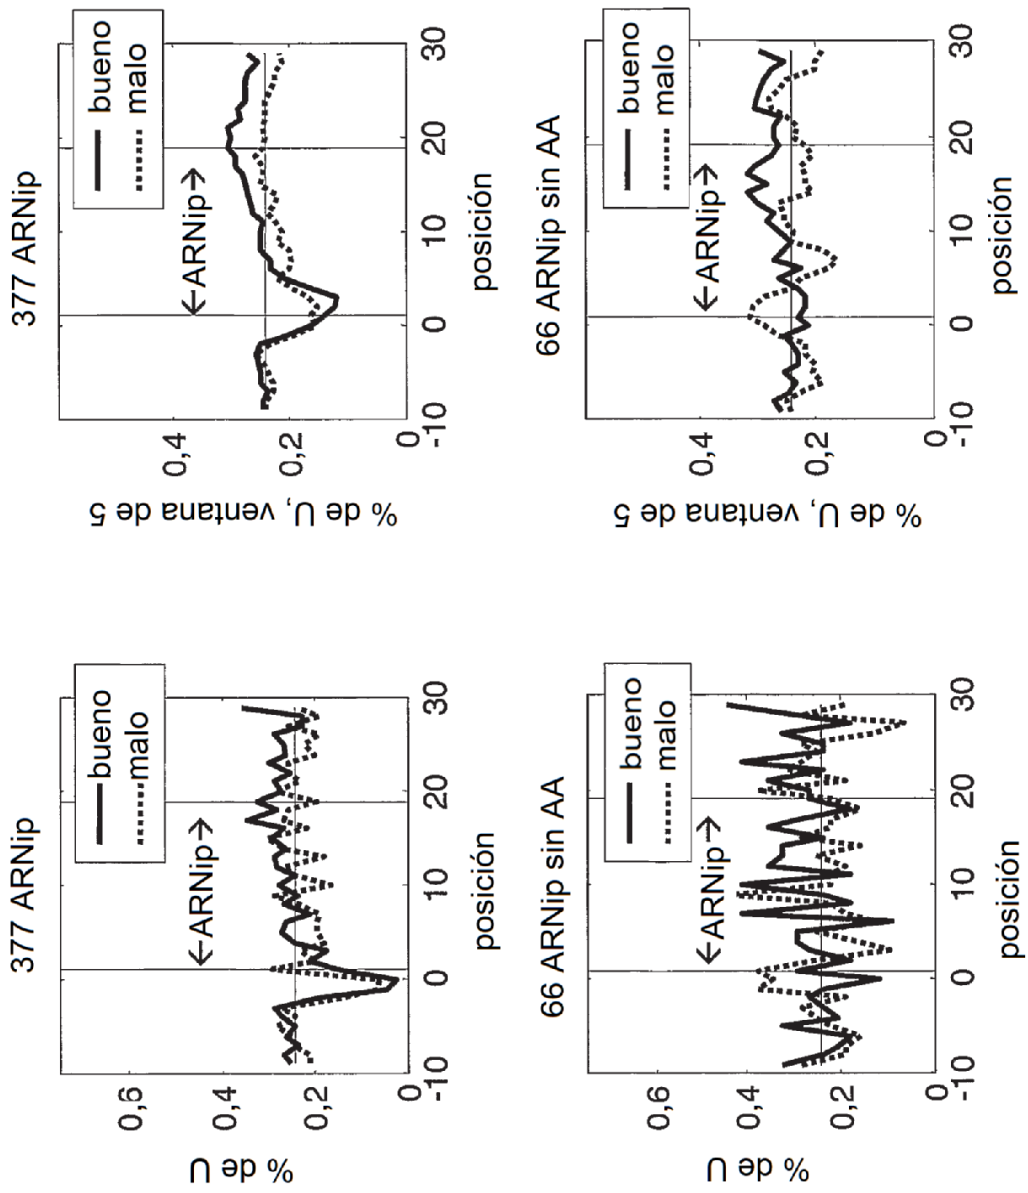 377 ARNip
bueno
malo
←ARNip→
% de U
0,6
0,4
0,2
0
-10 0 10 20 30
posición
377 ARNip
bueno
malo
←ARNip→
% de U, ventana de 5
0,4
0,2
0
-10 0 10 20 30
posición
66 ARNip sin AA
bueno
malo
←ARNip→
% de U
0,6
0,4
0,2
0
-10 0 10 20 30
posición
66 ARNip sin AA
bueno
malo
←ARNip→
% de U, ventana de 5
0,4
0,2
0
-10 0 10 20 30
posición